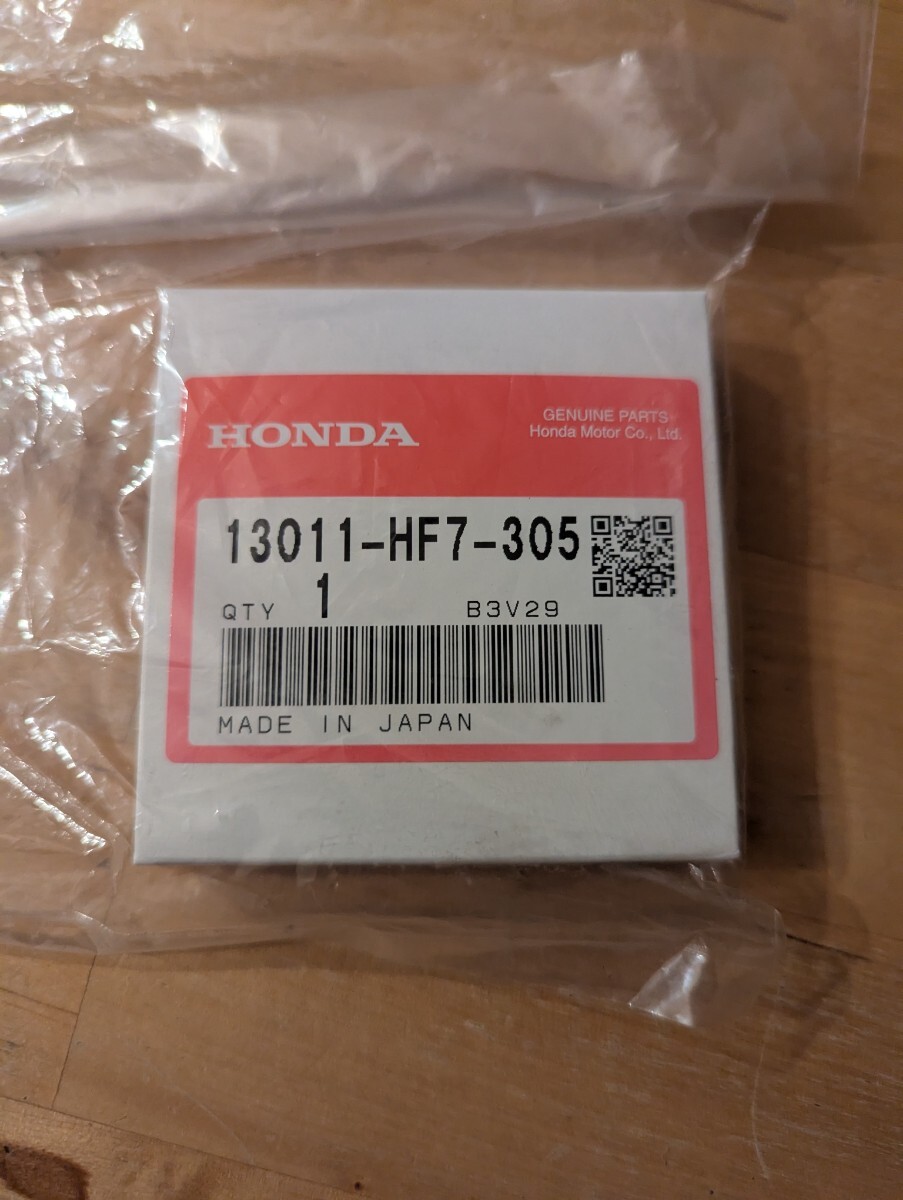 HONDA
GENUINE PARTS
Honda Motor Co., Ltd.
13011-HF7-305
QTY 1 B3V29
MADE IN JAPAN